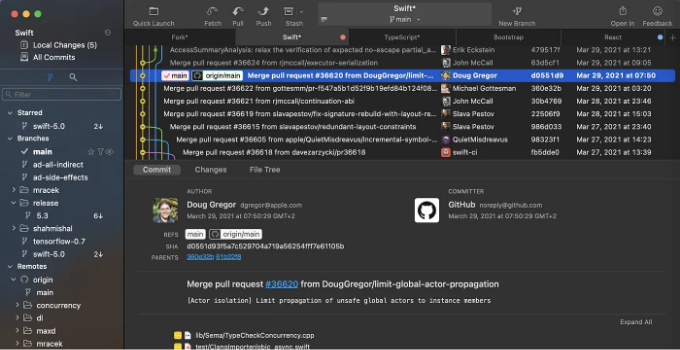 Swift*
main
Quick Launch
Fetch
Pull
Push
Stash
New Branch
Open In
Feedback
Swift
Local Changes (5)
All Commits
Filter
Starred
swift-5.0 2↓
Branches
main
ad-all-indirect
ad-side-effects
mracek
release
5.3 6↓
shahmishal
tensorflow-0.7
swift-5.0 2↓
Remotes
origin
main
concurrency
dl
maxd
mracek
Fork*
Swift*
TypeScript*
Bootstrap
React
AccessSummaryAnalysis: relax the verification of expected no-escape partial_a... Erik Eckstein 479517f Mar 29, 2021 at 13:21
Merge pull request #36624 from rjmccall/executor-serialization John McCall 63d5cf1 Mar 29, 2021 at 09:05
main origin/main Merge pull request #36620 from DougGregor/limit-... Doug Gregor d0551d9 Mar 29, 2021 at 07:50
Merge pull request #36622 from gottesmm/pr-f547a5b1d52f9b19efd84b124f08... Michael Gottesman 360e32b Mar 29, 2021 at 03:20
Merge pull request #36621 from rjmccall/continuation-abi John McCall 30b4769 Mar 28, 2021 at 23:46
Merge pull request #36619 from slavapestov/fix-signature-rebuild-with-layout-re... Slava Pestov 22506f9 Mar 28, 2021 at 15:03
Merge pull request #36615 from slavapestov/redundant-layout-constraints Slava Pestov 986d033 Mar 27, 2021 at 23:40
Merge pull request #36605 from apple/QuietMisdreavus/incremental-symbol-... QuietMisdreavus 98323f1 Mar 27, 2021 at 14:23
Merge pull request #36618 from davezarzycki/pr36618 swift-ci fb5dde0 Mar 27, 2021 at 13:39
Commit
Changes
File Tree
AUTHOR
Doug Gregor dgregor@apple.com
March 29, 2021 at 07:50:29 GMT+2
COMMITTER
GitHub noreply@github.com
March 29, 2021 at 07:50:29 GMT+2
REFS main origin/main
SHA d0551d93f5a7c529704a719a56254fff7e61105b
PARENTS 360e32b 61b22f8
Merge pull request #36620 from DougGregor/limit-global-actor-propagation
[Actor isolation] Limit propagation of unsafe global actors to instance members
Expand All
lib/Sema/TypeCheckConcurrency.cpp
test/ClangImporter/objc_async.swift